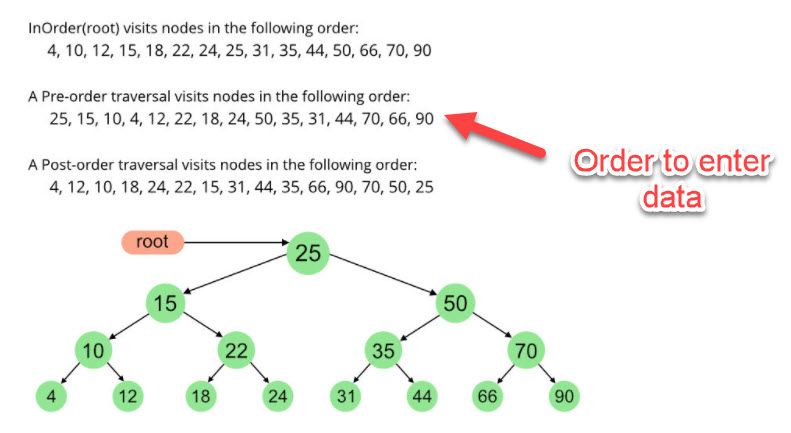 InOrder(root) visits nodes in the following order:
4, 10, 12, 15, 18, 22, 24, 25, 31, 35, 44, 50, 66, 70, 90
A Pre-order traversal visits nodes in the following order:
25, 15, 10, 4, 12, 22, 18, 24, 50, 35, 31, 44, 70, 66, 90
Order to enter
data
A Post-order traversal visits nodes in the following order:
4, 12, 10, 18, 24, 22, 15, 31, 44, 35, 66, 90, 70, 50, 25
root
25
15
50
10
22
35
70
4
12
18
24
31
44
66
90